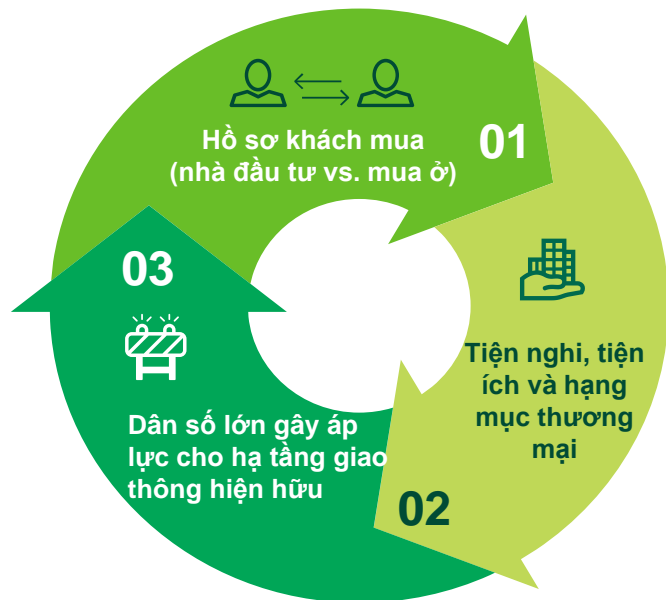 Hồ sơ khách mua
(nhà đầu tư vs. mua ở)
01
Tiện nghi, tiện
ích và hạng
mục thương
mại
02
03
Dân số lớn gây áp
lực cho hạ tầng giao
thông hiện hữu